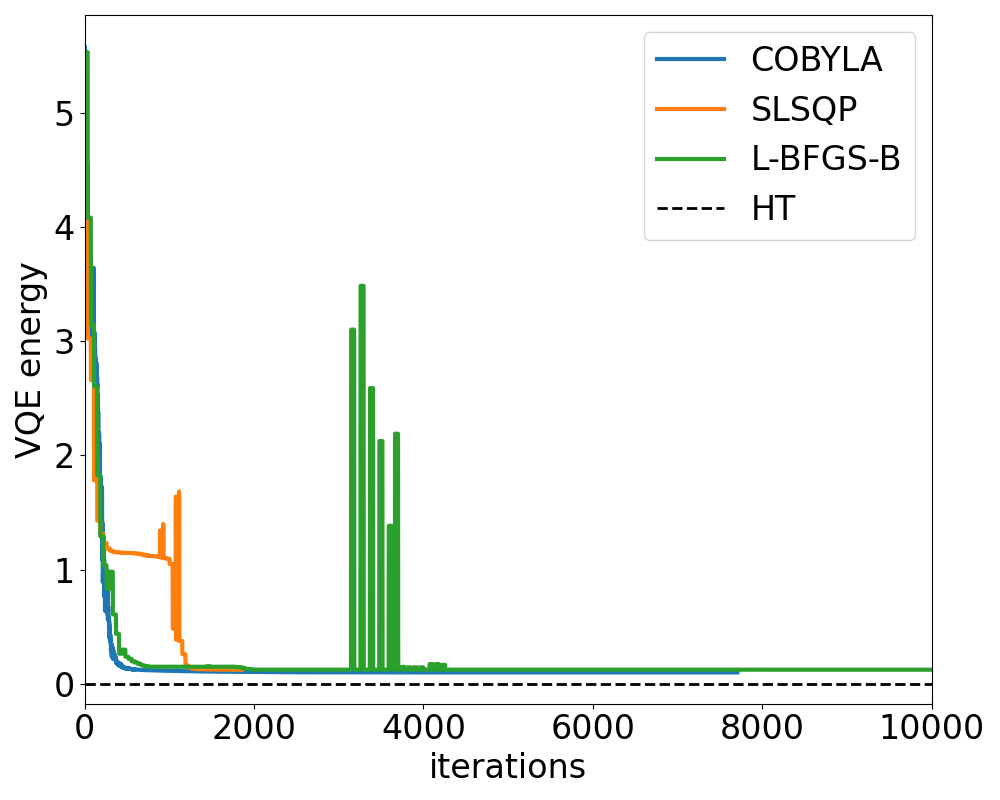 COBYLA
SLSQP
L-BFGS-B
HT
VQE energy
5
4
3
2
1
0
0 2000 4000 6000 8000 10000
iterations